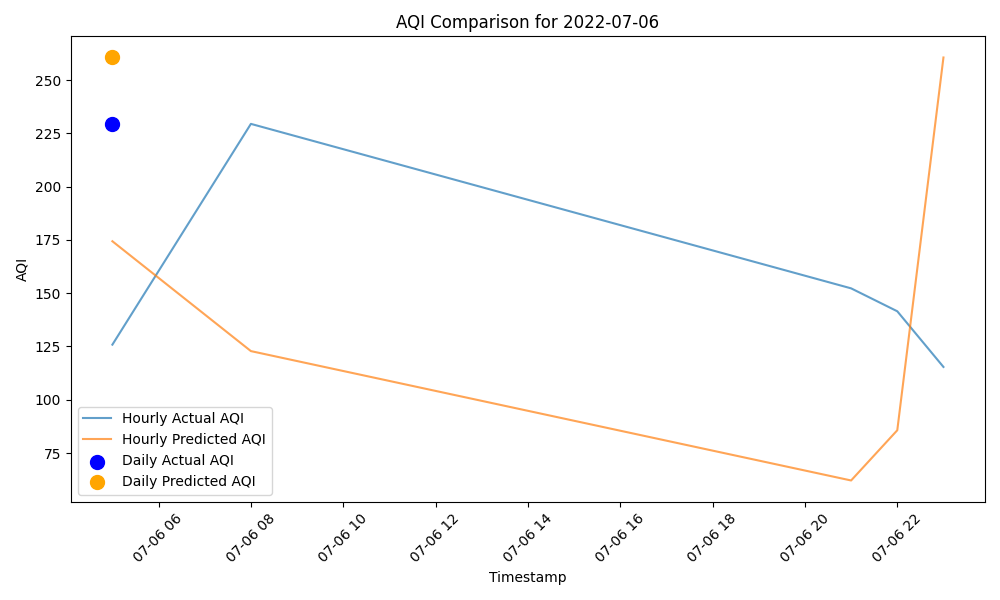 AQI Comparison for 2022-07-06
AQI
250
225
200
175
150
125
100
75
Hourly Actual AQI
Hourly Predicted AQI
Daily Actual AQI
Daily Predicted AQI
07-06 06
07-06 08
07-06 10
07-06 12
07-06 14
07-06 16
07-06 18
07-06 20
07-06 22
Timestamp